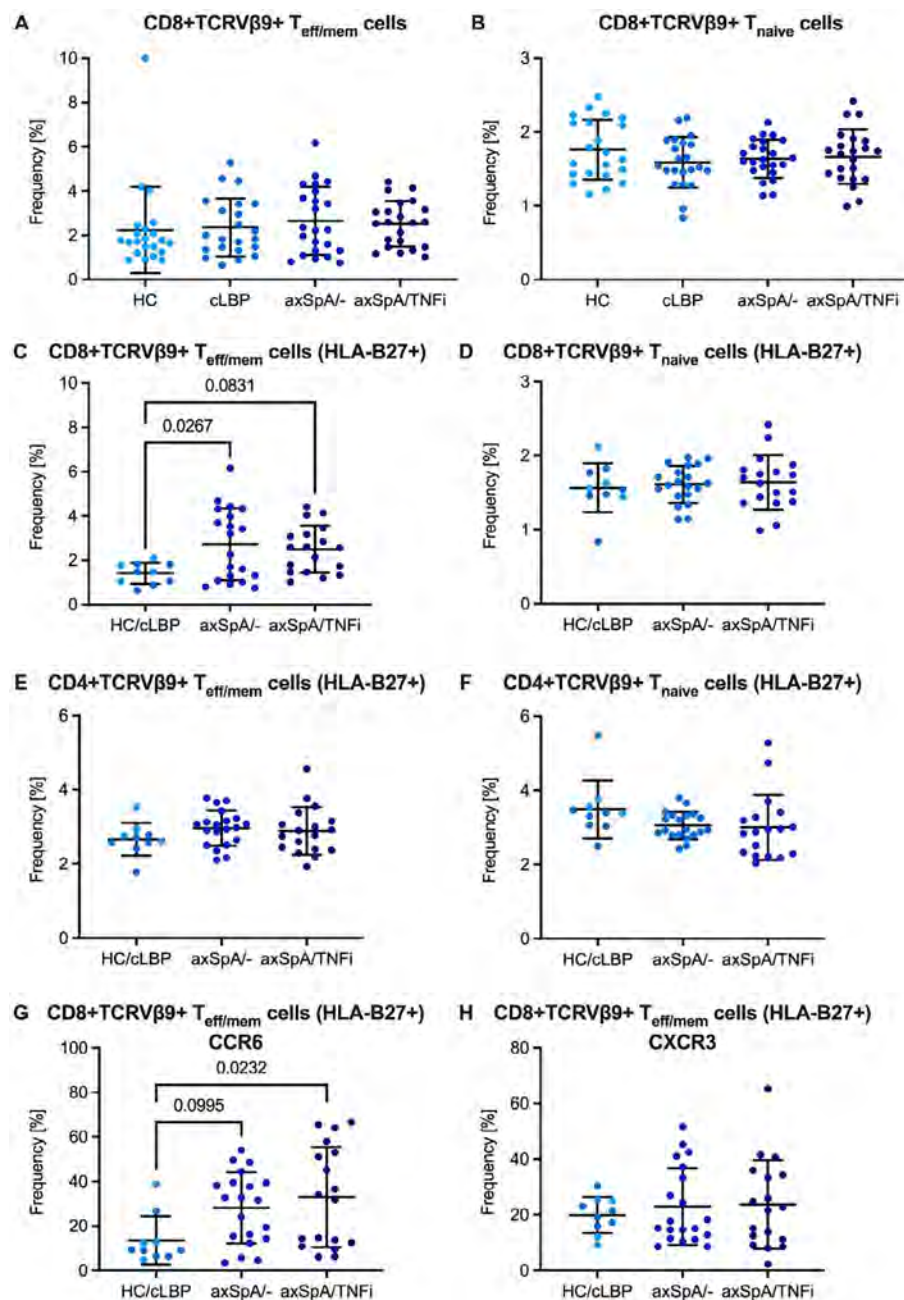 A CD8+TCRVβ9+ Teff/mem cells
Frequency [%]
10
8
6
4
2
0
HC cLBP axSpA/- axSpA/TNFi
B CD8+TCRVβ9+ Tnaive cells
Frequency [%]
3
2
1
0
HC cLBP axSpA/- axSpA/TNFi
C CD8+TCRVβ9+ Teff/mem cells (HLA-B27+)
Frequency [%]
10
8
6
4
2
0
0.0831
0.0267
HC/cLBP axSpA/- axSpA/TNFi
D CD8+TCRVβ9+ Tnaive cells (HLA-B27+)
Frequency [%]
3
2
1
0
HC/cLBP axSpA/- axSpA/TNFi
E CD4+TCRVβ9+ Teff/mem cells (HLA-B27+)
Frequency [%]
6
4
2
0
HC/cLBP axSpA/- axSpA/TNFi
F CD4+TCRVβ9+ Tnaive cells (HLA-B27+)
Frequency [%]
6
4
2
0
HC/cLBP axSpA/- axSpA/TNFi
G CD8+TCRVβ9+ Teff/mem cells (HLA-B27+)
CCR6
Frequency [%]
100
80
60
40
20
0
0.0232
0.0995
HC/cLBP axSpA/- axSpA/TNFi
H CD8+TCRVβ9+ Teff/mem cells (HLA-B27+)
CXCR3
Frequency [%]
80
60
40
20
0
HC/cLBP axSpA/- axSpA/TNFi